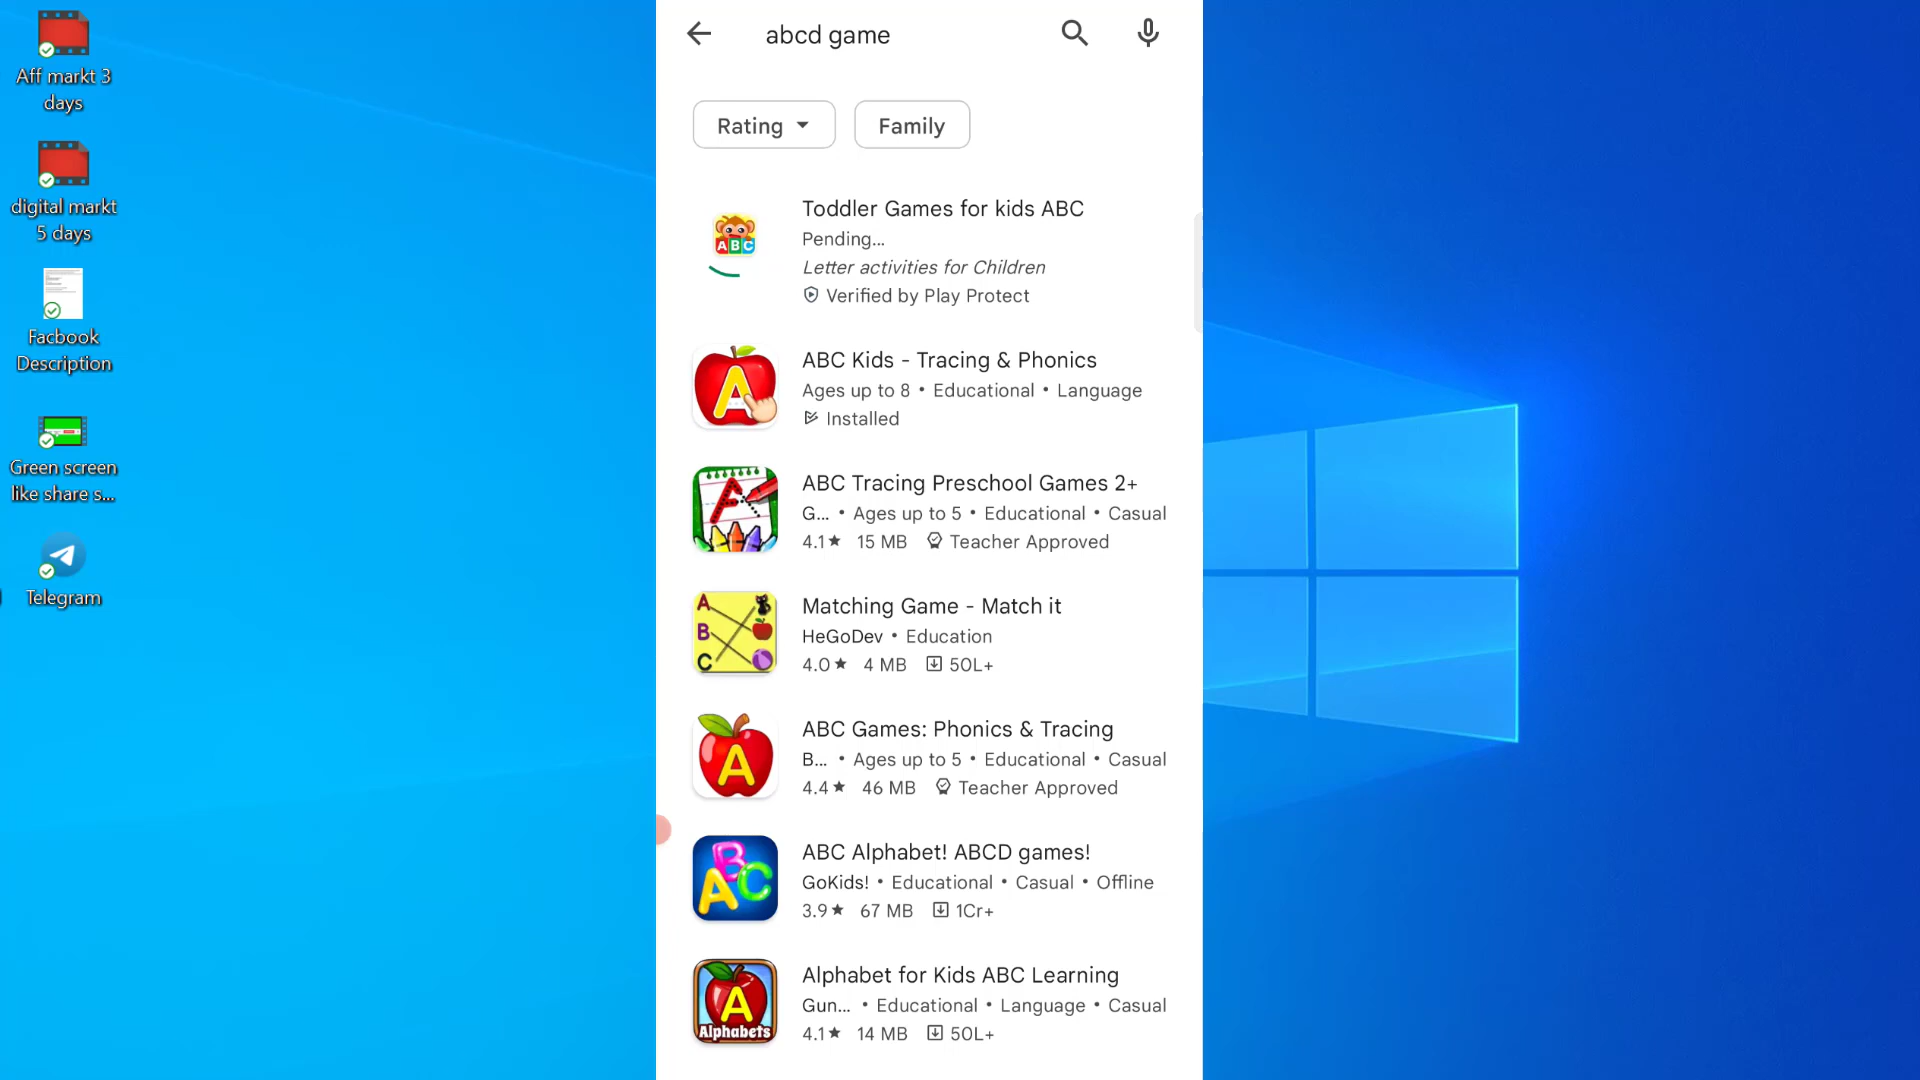 Aff markt 3
days
digital markt
5 days
Facbook
Description
Green screen
like share s...
Telegram
abcd game
Rating
Family
ABC
Toddler Games for kids ABC
Pending...
Letter activities for Children
Verified by Play Protect
A
ABC Kids - Tracing & Phonics
Ages up to 8 • Educational • Language
Installed
A
ABC Tracing Preschool Games 2+
G... • Ages up to 5 • Educational • Casual
4.1★ 15 MB Teacher Approved
A
B
C
Matching Game - Match it
HeGoDev • Education
4.0★ 4 MB 50L+
A
ABC Games: Phonics & Tracing
B... • Ages up to 5 • Educational • Casual
4.4★ 46 MB Teacher Approved
ABC
ABC Alphabet! ABCD games!
GoKids! • Educational • Casual • Offline
3.9★ 67 MB 1Cr+
A
Alphabets
Alphabet for Kids ABC Learning
Gun... • Educational • Language • Casual
4.1★ 14 MB 50L+